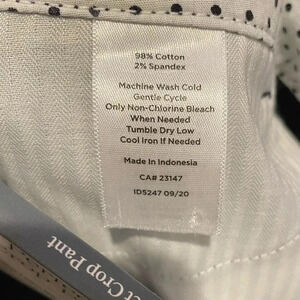 98% Cotton
2% Spandex
Machine Wash Cold
Gentle Cycle
Only Non-Chlorine Bleach
When Needed
Tumble Dry Low
Cool Iron If Needed
Made In Indonesia
CA# 23147
ID5247 09/20
ct Crop Pant